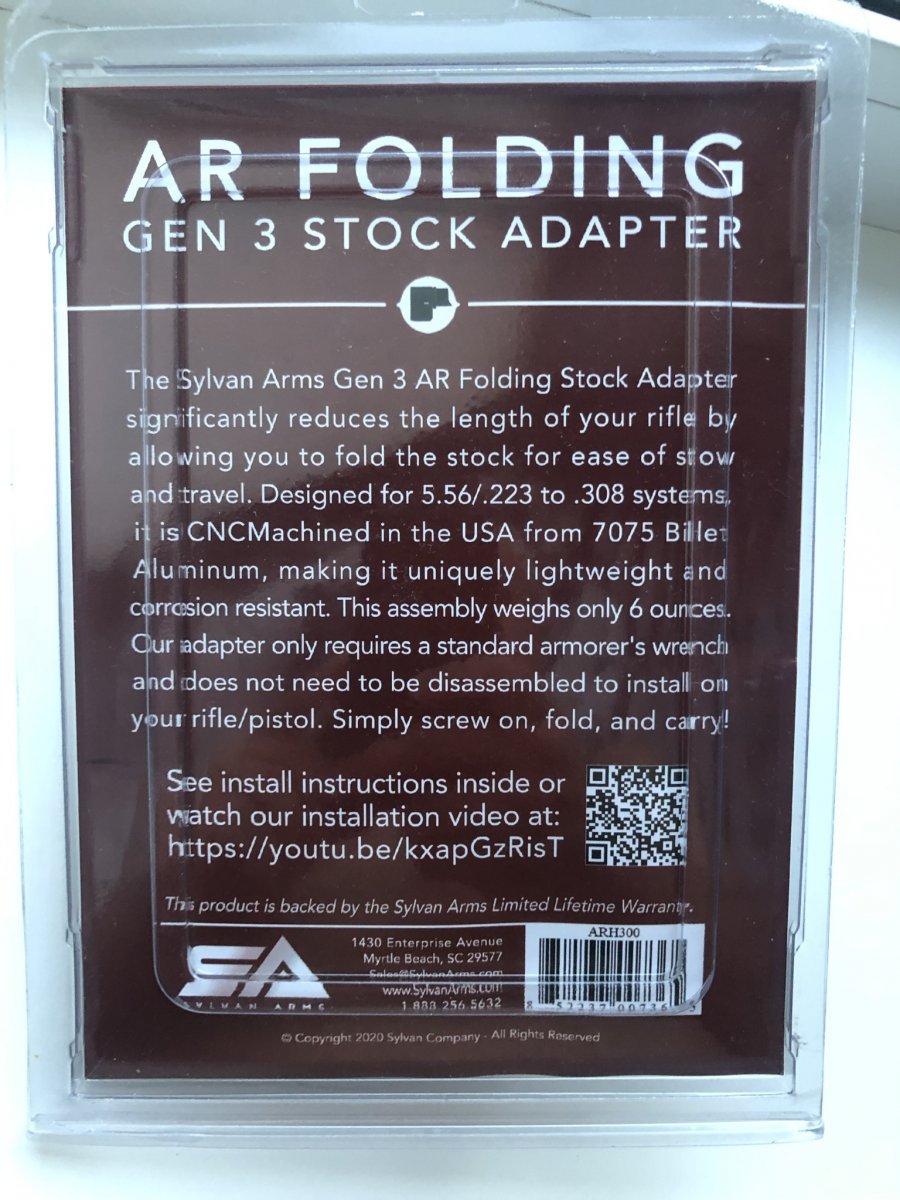 AR FOLDING
GEN 3 STOCK ADAPTER
The Sylvan Arms Gen 3 AR Folding Stock Adapter
significantly reduces the length of your rifle by
allowing you to fold the stock for ease of stow
and travel. Designed for 5.56/.223 to .308 systems,
it is CNCMachined in the USA from 7075 Billet
Aluminum, making it uniquely lightweight and
corrosion resistant. This assembly weighs only 6 ounces.
Our adapter only requires a standard armorer's wrench
and does not need to be disassembled to install on
your rifle/pistol. Simply screw on, fold, and carry!
See install instructions inside or
watch our installation video at:
https://youtu.be/kxapGzRisT
This product is backed by the Sylvan Arms Limited Lifetime Warranty.
SA
SYLVAN ARMS
1430 Enterprise Avenue
Myrtle Beach, SC 29577
Sales@SylvanArms.com
www.SylvanArms.com
1.888.256.5632
ARH300
8 52237 00736 3
© Copyright 2020 Sylvan Company - All Rights Reserved